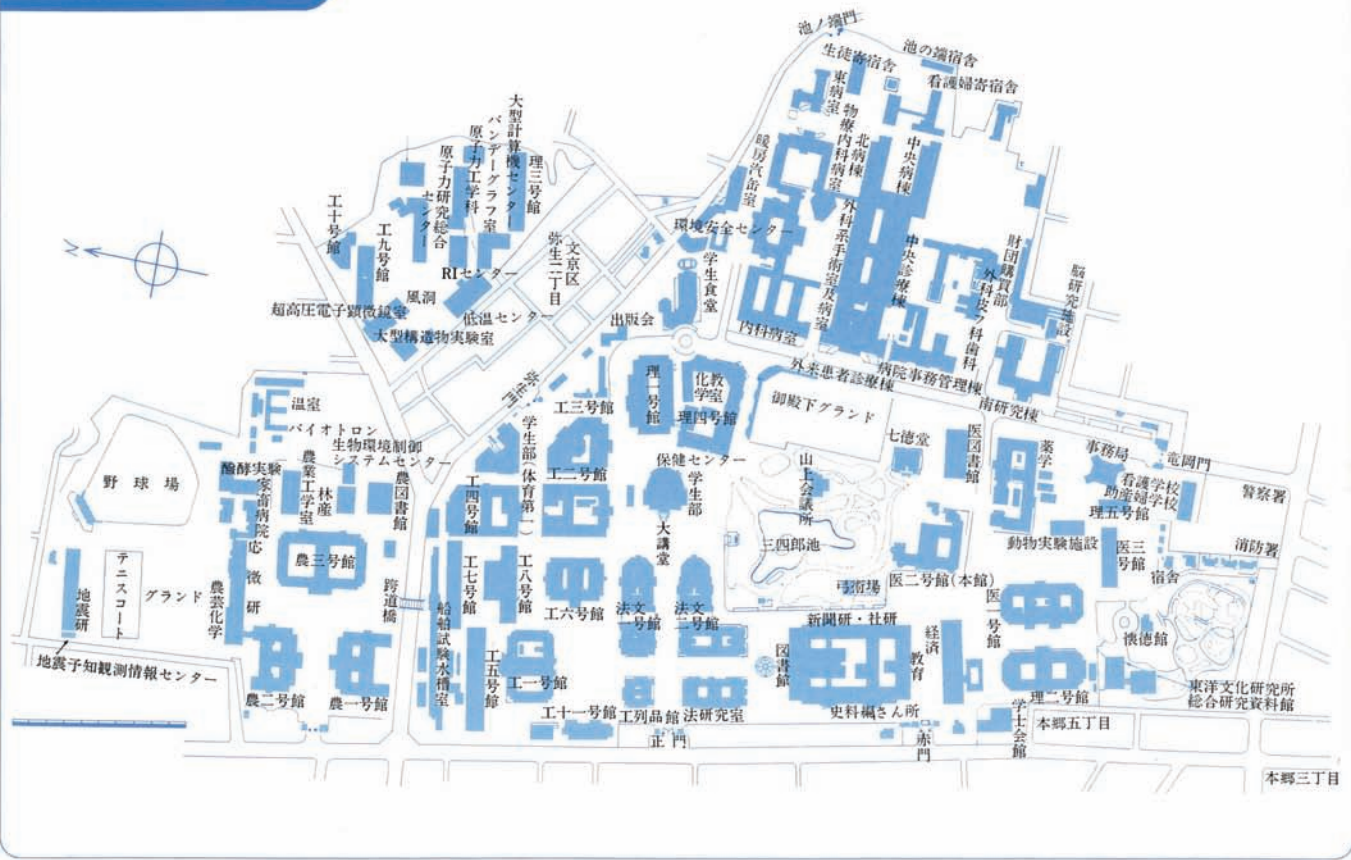 池ノ端門
生徒寄宿舎
池の端宿舎
看護婦寄宿舎
東病室
物療内科病室
北病棟
中央病棟
暖房汽缶室
外科系手術室及病室
中央診療棟
環境安全センター
学生食堂
内科病室
外来患者診療棟
病院事務管理棟
外科皮フ科歯科
財団購買部
脳研究施設
南研究棟
大型計算機センター
バンデーグラフ室
原子力工学科
原子力研究総合
センター
理三号館
工十号館
工九号館
RIセンター
風洞
超高圧電子顕微鏡室
低温センター
大型構造物実験室
文京区
弥生二丁目
出版会
弥生門
N
温室
バイオトロン
生物環境制御
システムセンター
野球場
醗酵実験
家畜病院
応微研
農業工学室
林産
農図書館
農三号館
テニスコート
グランド
農芸化学
地震研
地震予知観測情報センター
農二号館
農一号館
跨道橋
船舶試験水槽室
工三号館
学生部(体育第一)
工二号館
工四号館
工七号館
工八号館
工六号館
工五号館
工一号館
工十一号館
工列品館
法研究室
正門
理一号館
化学教室
理四号館
保健センター
学生部
大講堂
法文一号館
法文二号館
御殿下グランド
七徳堂
山上会議所
三四郎池
弓術場
医図書館
医二号館(本館)
新聞研・社研
図書館
教育
経済
史料編さん所
赤門
薬学
事務局
竜岡門
看護学校
助産婦学校
理五号館
警察署
消防署
動物実験施設
医三号館
宿舎
医一号館
懐徳館
理二号館
学士会館
東洋文化研究所
総合研究資料館
本郷五丁目
本郷三丁目